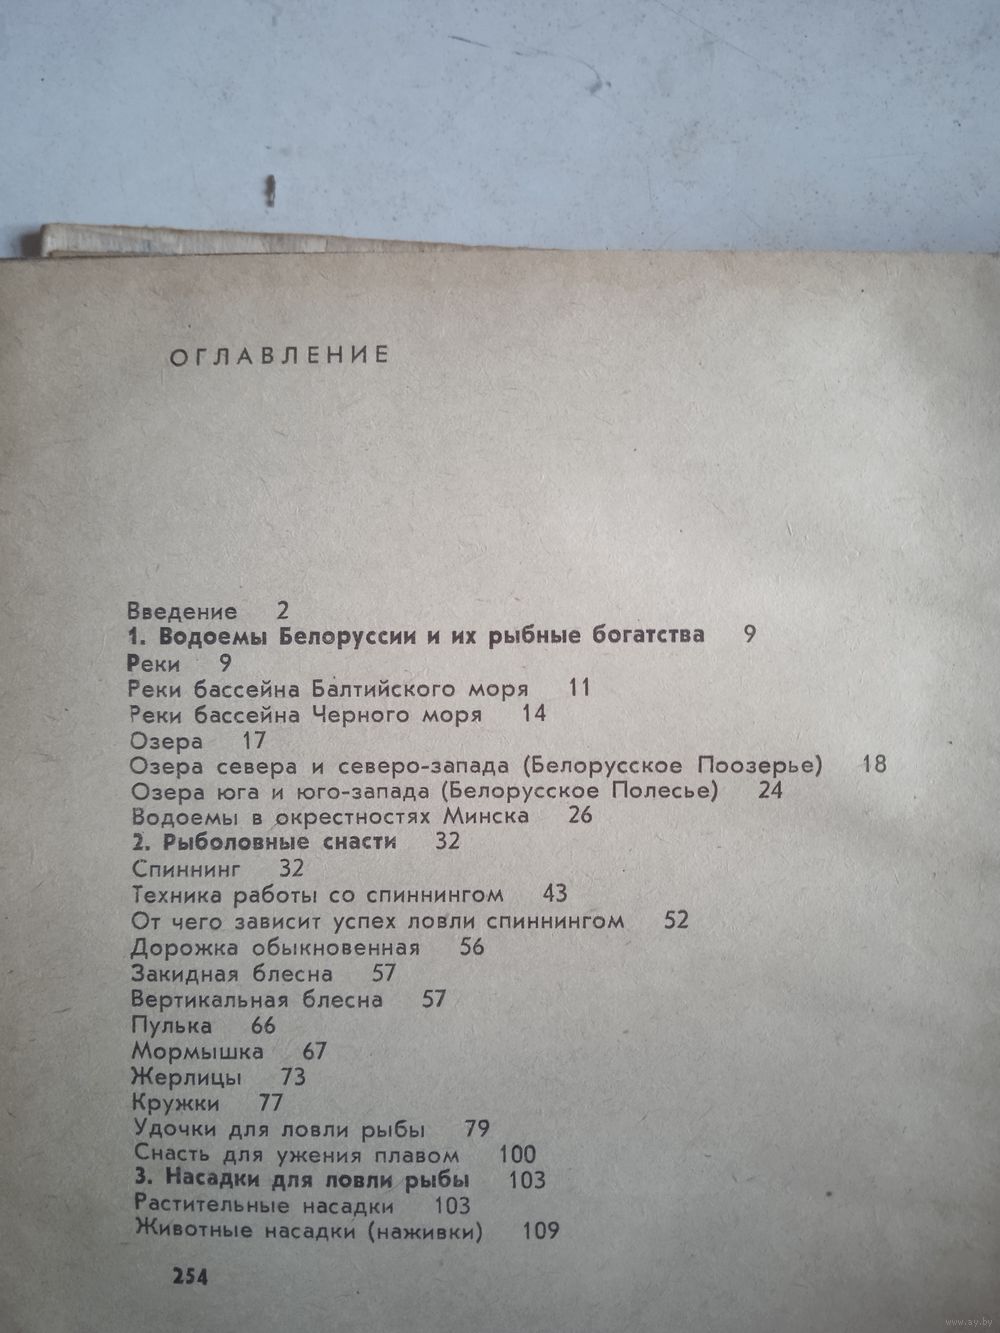 ОГЛАВЛЕНИЕ
Введение 2
1. Водоемы Белоруссии и их рыбные богатства 9
Реки 9
Реки бассейна Балтийского моря 11
Реки бассейна Черного моря 14
Озера 17
Озера севера и северо-запада (Белорусское Поозерье) 18
Озера юга и юго-запада (Белорусское Полесье) 24
Водоемы в окрестностях Минска 26
2. Рыболовные снасти 32
Спиннинг 32
Техника работы со спиннингом 43
От чего зависит успех ловли спиннингом 52
Дорожка обыкновенная 56
Закидная блесна 57
Вертикальная блесна 57
Пулька 66
Мормышка 67
Жерлицы 73
Кружки 77
Удочки для ловли рыбы 79
Снасть для ужения плавом 100
3. Насадки для ловли рыбы 103
Растительные насадки 103
Животные насадки (наживки) 109
254
www.ay.by